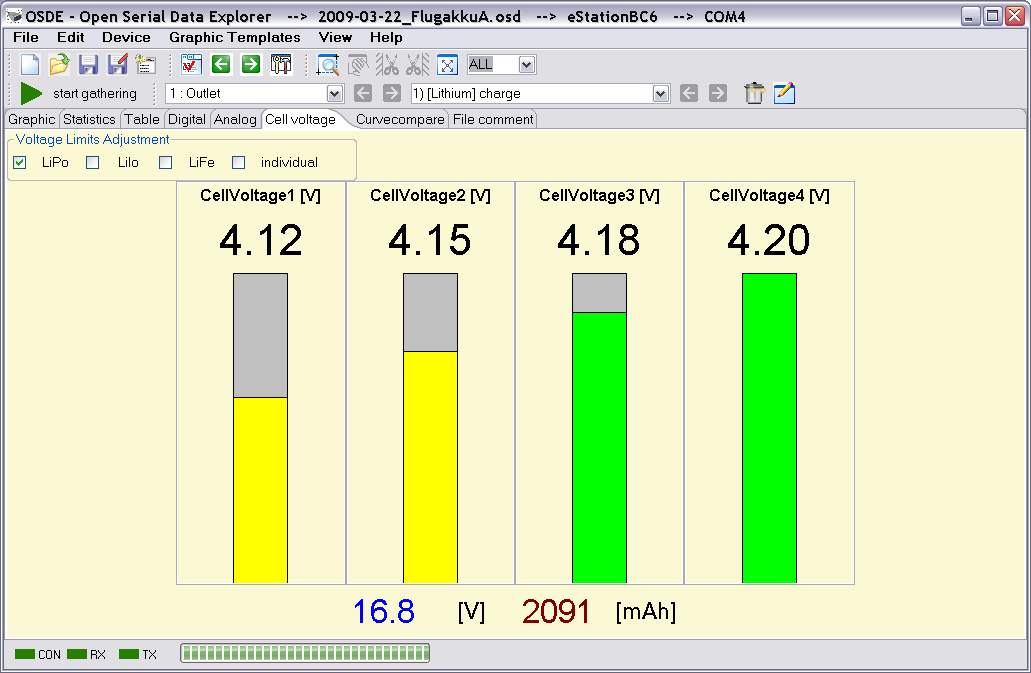 OSDE - Open Serial Data Explorer --> 2009-03-22_FlugakkuA.osd --> eStationBC6 --> COM4
File Edit Device Graphic Templates View Help
ALL
start gathering 1 : Outlet 1) [Lithium] charge
Graphic Statistics Table Digital Analog Cell voltage Curvecompare File comment
Voltage Limits Adjustment
LiPo LiIo LiFe individual
CellVoltage1 [V] CellVoltage2 [V] CellVoltage3 [V] CellVoltage4 [V]
4.12 4.15 4.18 4.20
16.8 [V] 2091 [mAh]
CON RX TX